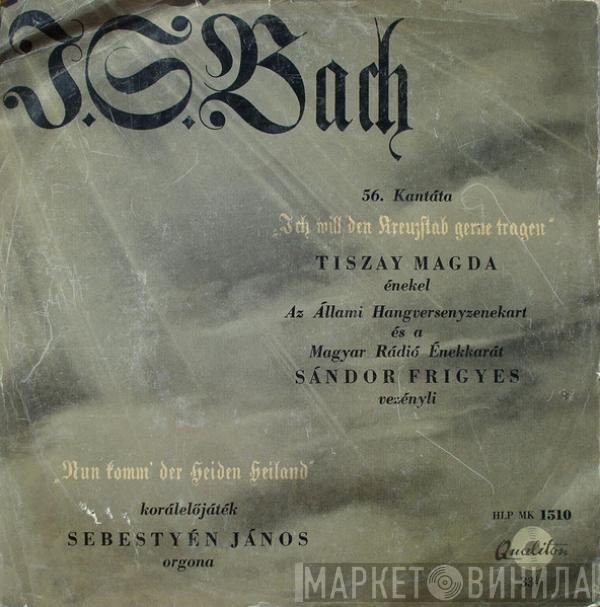 J.S. Bach
56. Kantáta
„Ich will den Kreuzstab gerne tragen"
TISZAY MAGDA
énekel
Az Állami Hangversenyzenekart
és a
Magyar Rádió Énekkarát
SÁNDOR FRIGYES
vezényli
„Nun komm' der Heiden Heiland"
korálelőjáték
SEBESTYÉN JÁNOS
orgona
HLP MK 1510
Qualiton
33
МАРКЕТ ВИНИЛА